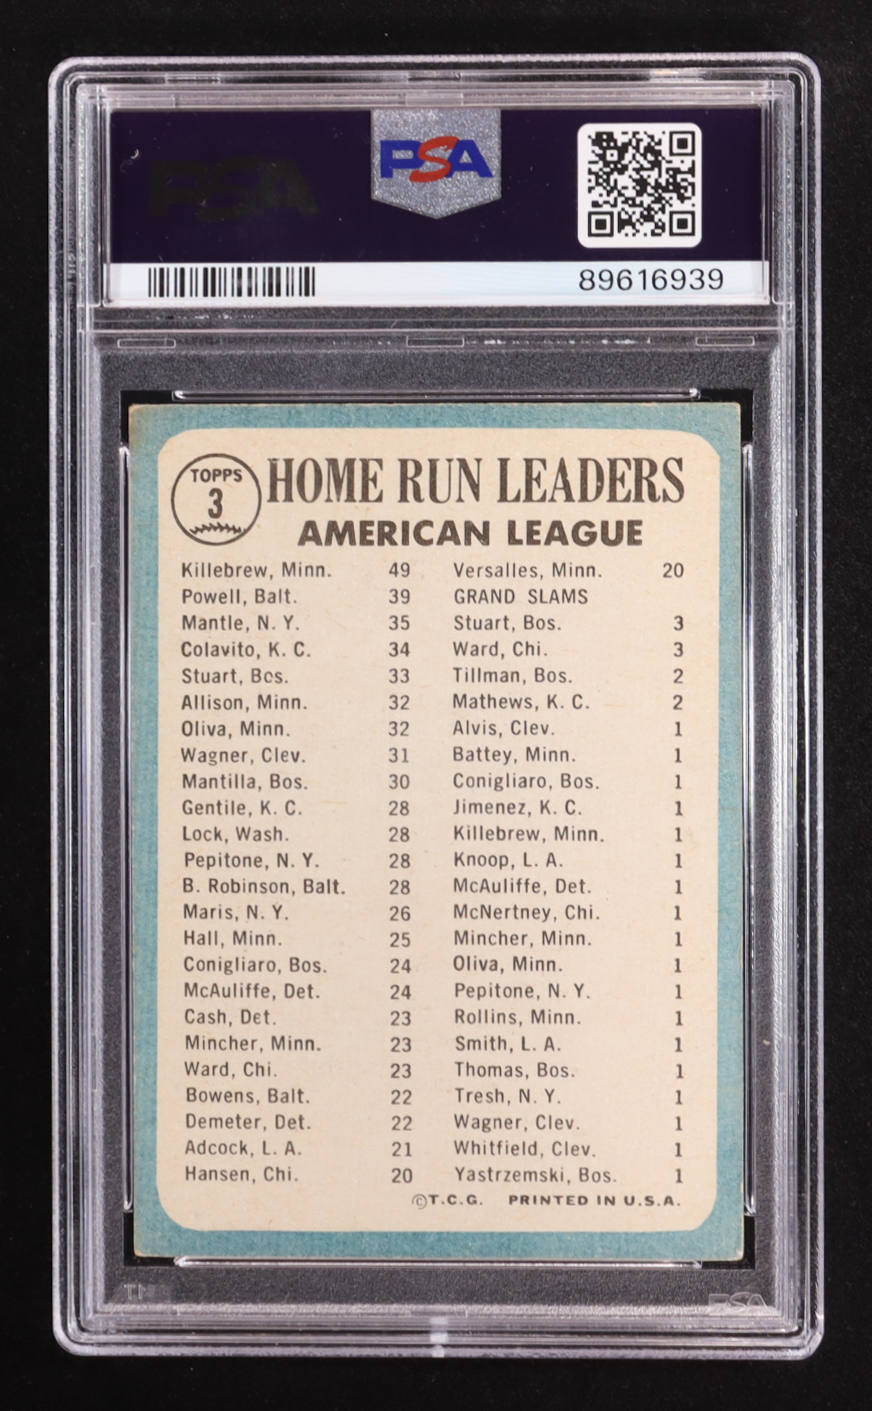 PSA
PSA
89616939
TOPPS
3
HOME RUN LEADERS
AMERICAN LEAGUE
Killebrew, Minn. 49
Powell, Balt. 39
Mantle, N. Y. 35
Colavito, K. C. 34
Stuart, Bos. 33
Allison, Minn. 32
Oliva, Minn. 32
Wagner, Clev. 31
Mantilla, Bos. 30
Gentile, K. C. 28
Lock, Wash. 28
Pepitone, N. Y. 28
B. Robinson, Balt. 28
Maris, N. Y. 26
Hall, Minn. 25
Conigliaro, Bos. 24
McAuliffe, Det. 24
Cash, Det. 23
Mincher, Minn. 23
Ward, Chi. 23
Bowens, Balt. 22
Demeter, Det. 22
Adcock, L. A. 21
Hansen, Chi. 20
Versalles, Minn. 20
GRAND SLAMS
Stuart, Bos. 3
Ward, Chi. 3
Tillman, Bos. 2
Mathews, K. C. 2
Alvis, Clev. 1
Battey, Minn. 1
Conigliaro, Bos. 1
Jimenez, K. C. 1
Killebrew, Minn. 1
Knoop, L. A. 1
McAuliffe, Det. 1
McNertney, Chi. 1
Mincher, Minn. 1
Oliva, Minn. 1
Pepitone, N. Y. 1
Rollins, Minn. 1
Smith, L. A. 1
Thomas, Bos. 1
Tresh, N. Y. 1
Wagner, Clev. 1
Whitfield, Clev. 1
Yastrzemski, Bos. 1
©T.C.G. PRINTED IN U.S.A.
PSA